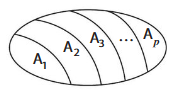 A₁ A₂ A₃ ... Aₚ